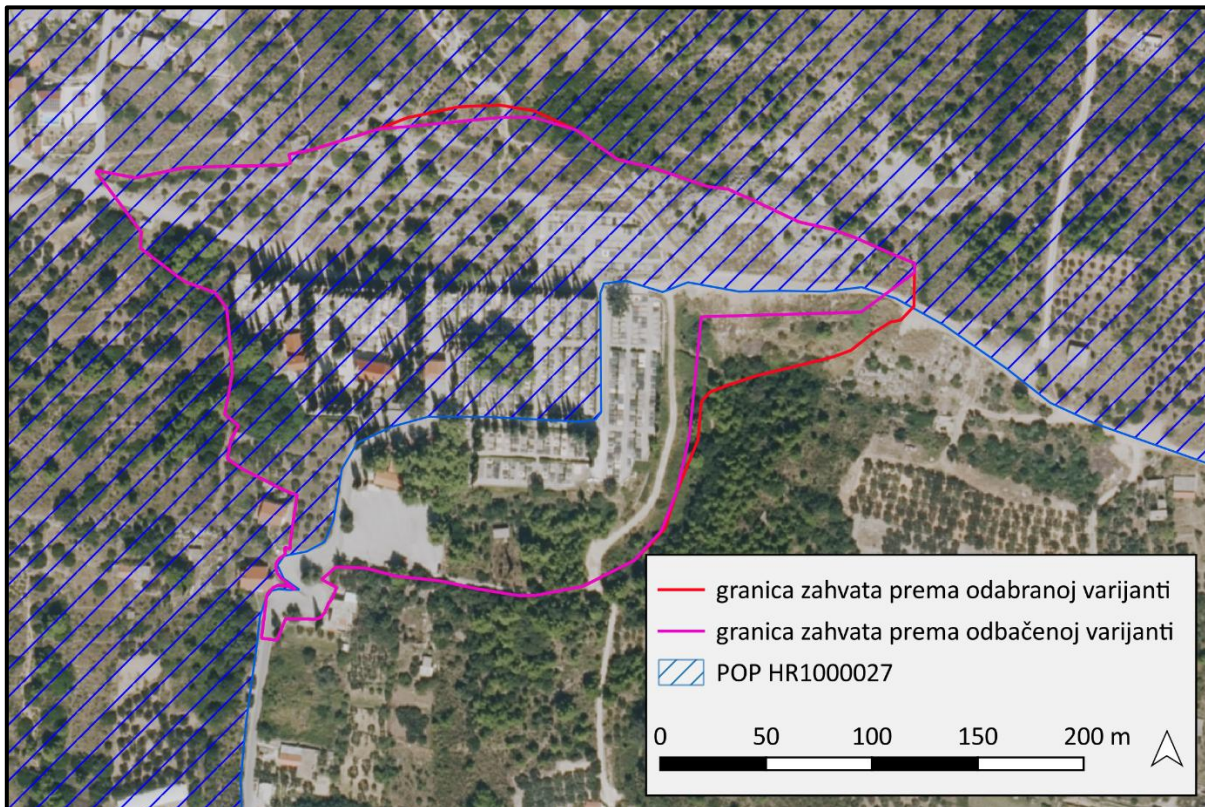 granica zahvata prema odabranoj varijanti
granica zahvata prema odbačenoj varijanti
POP HR1000027
0 50 100 150 200 m